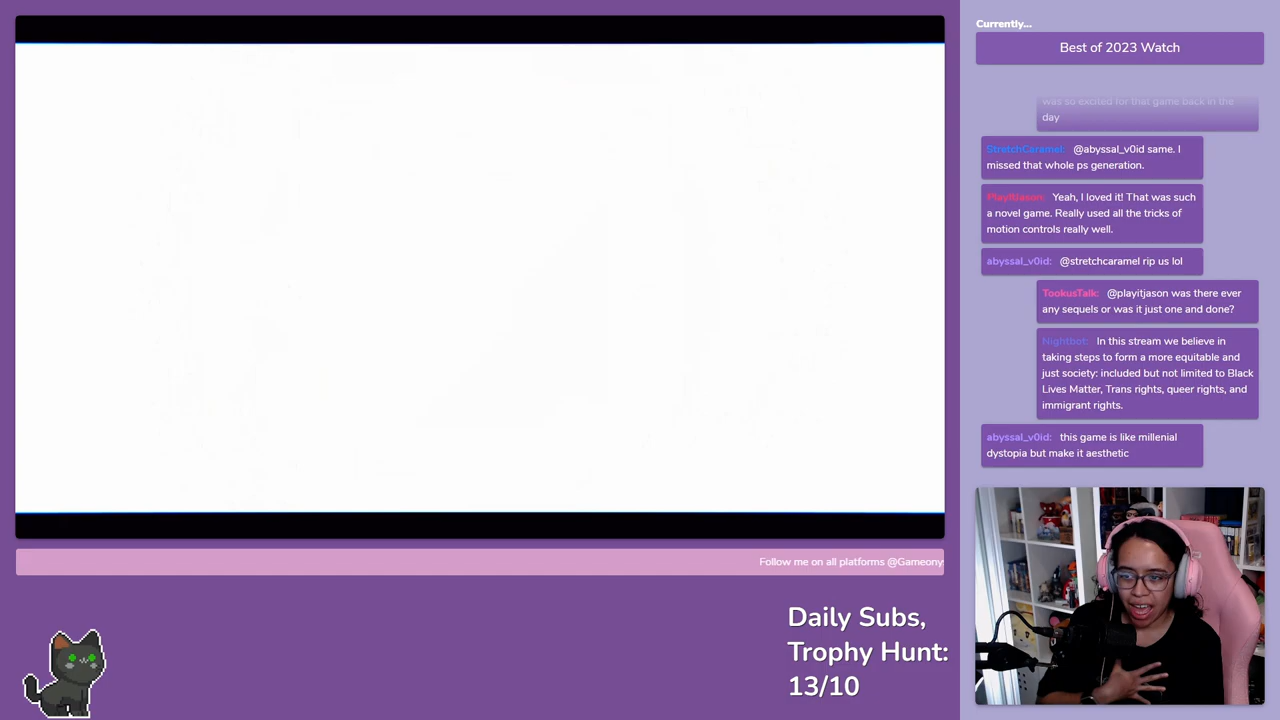 Currently...
Best of 2023 Watch
was so excited for that game back in the
day
StretchCaramel: @abyssal_v0id same. I
missed that whole ps generation.
PlayItJason: Yeah, I loved it! That was such
a novel game. Really used all the tricks of
motion controls really well.
abyssal_v0id: @stretchcaramel rip us lol
TookusTalk: @playitjason was there ever
any sequels or was it just one and done?
Nightbot: In this stream we believe in
taking steps to form a more equitable and
just society: included but not limited to Black
Lives Matter, Trans rights, queer rights, and
immigrant rights.
abyssal_v0id: this game is like millenial
dystopia but make it aesthetic
Follow me on all platforms @Gameony
Daily Subs,
Trophy Hunt:
13/10